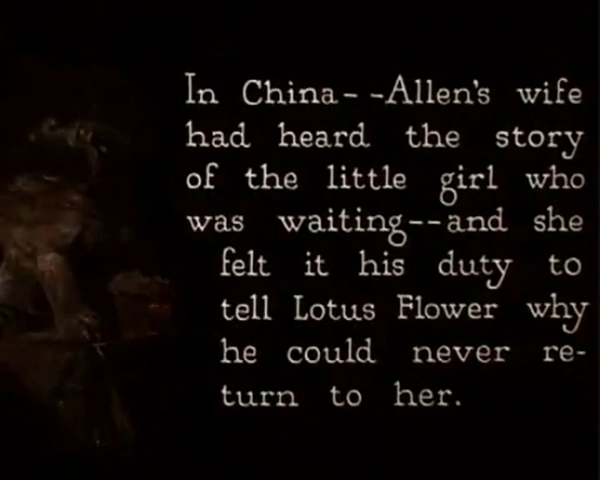 In China--Allen's wife
had heard the story
of the little girl who
was waiting--and she
felt it his duty to
tell Lotus Flower why
he could never re-
turn to her.